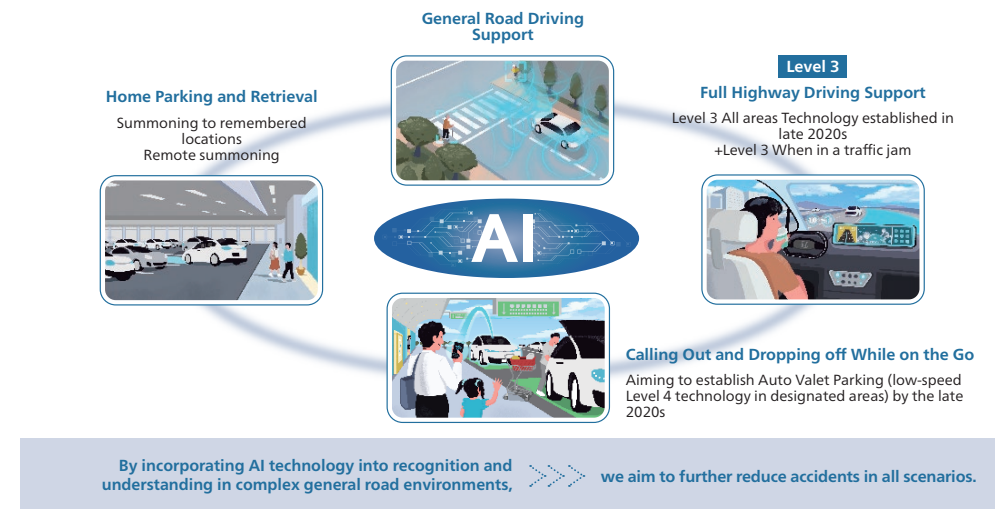 General Road Driving
Support
Home Parking and Retrieval
Summoning to remembered
locations
Remote summoning
Level 3
Full Highway Driving Support
Level 3 All areas Technology established in
late 2020s
+Level 3 When in a traffic jam
AI
Calling Out and Dropping off While on the Go
Aiming to establish Auto Valet Parking (low-speed
Level 4 technology in designated areas) by the late
2020s
By incorporating AI technology into recognition and
understanding in complex general road environments,
we aim to further reduce accidents in all scenarios.